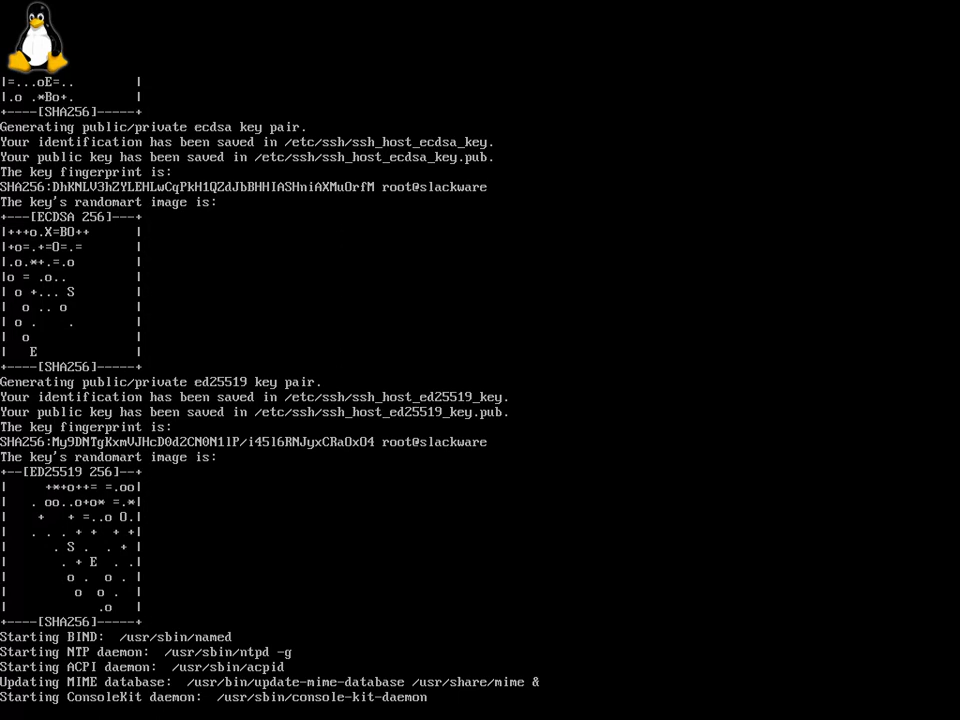 |=...oE=..        |
|.o .*Bo+.        |
+----[SHA256]-----+
Generating public/private ecdsa key pair.
Your identification has been saved in /etc/ssh/ssh_host_ecdsa_key.
Your public key has been saved in /etc/ssh/ssh_host_ecdsa_key.pub.
The key fingerprint is:
SHA256:DhKNLV3hZYLEHLwCqPkH1QZdJbBHHIASHniAXMuOrfM root@slackware
The key's randomart image is:
+---[ECDSA 256]---+
|+++o.X=BO++      |
|+o=.+=O=.=       |
|.o.*+.=.o        |
|o = .o..         |
| o +... S        |
|  o .. o         |
| o .    .        |
|  o              |
|   E             |
+----[SHA256]-----+
Generating public/private ed25519 key pair.
Your identification has been saved in /etc/ssh/ssh_host_ed25519_key.
Your public key has been saved in /etc/ssh/ssh_host_ed25519_key.pub.
The key fingerprint is:
SHA256:My9DNTgKxmVJHcD0d2CN0N1lP/i45l6RNJyxCRaOxO4 root@slackware
The key's randomart image is:
+--[ED25519 256]--+
|     +*+o++= =.oo|
|   . oo..o+o* =.*|
|    +   + =..o O.|
|   . . . + +  + +|
|      . S .  . + |
|       . + E  . .|
|        o .  o . |
|         o  o .  |
|            .o   |
+----[SHA256]-----+
Starting BIND:  /usr/sbin/named
Starting NTP daemon:  /usr/sbin/ntpd -g
Starting ACPI daemon:  /usr/sbin/acpid
Updating MIME database:  /usr/bin/update-mime-database /usr/share/mime &
Starting ConsoleKit daemon:  /usr/sbin/console-kit-daemon